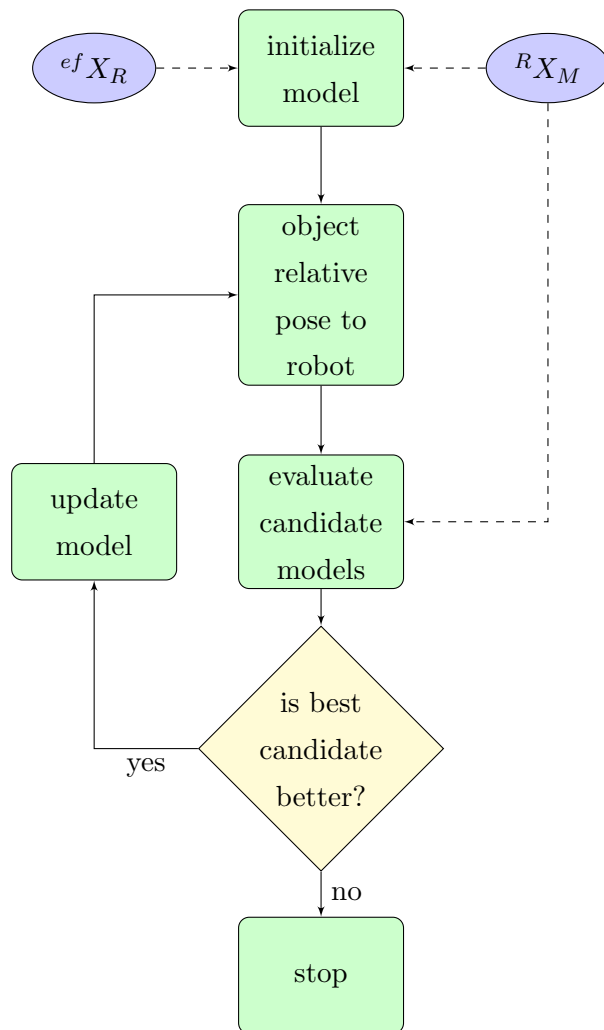 ef X_R
initialize
model
R X_M
object
relative
pose to
robot
update
model
evaluate
candidate
models
is best
candidate
better?
yes
no
stop